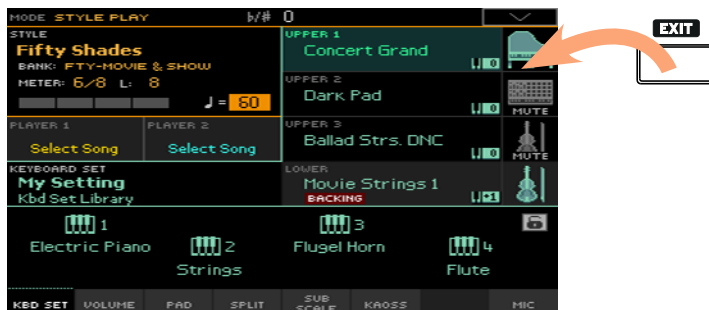 MODE STYLE PLAY ♭/# 0
EXIT
STYLE
Fifty Shades
BANK: FTY-MOVIE & SHOW
METER: 6/8 L: 8
♩ = 60
UPPER 1
Concert Grand
0
UPPER 2
Dark Pad
0
MUTE
UPPER 3
Ballad Strs. DNC
0
MUTE
PLAYER 1 PLAYER 2
Select Song Select Song
KEYBOARD SET
My Setting
Kbd Set Library
LOWER
Movie Strings 1
BACKING
+1
1
Electric Piano
2
Strings
3
Flugel Horn
4
Flute
KBD SET VOLUME PAD SPLIT SUB SCALE KAOSS MIC